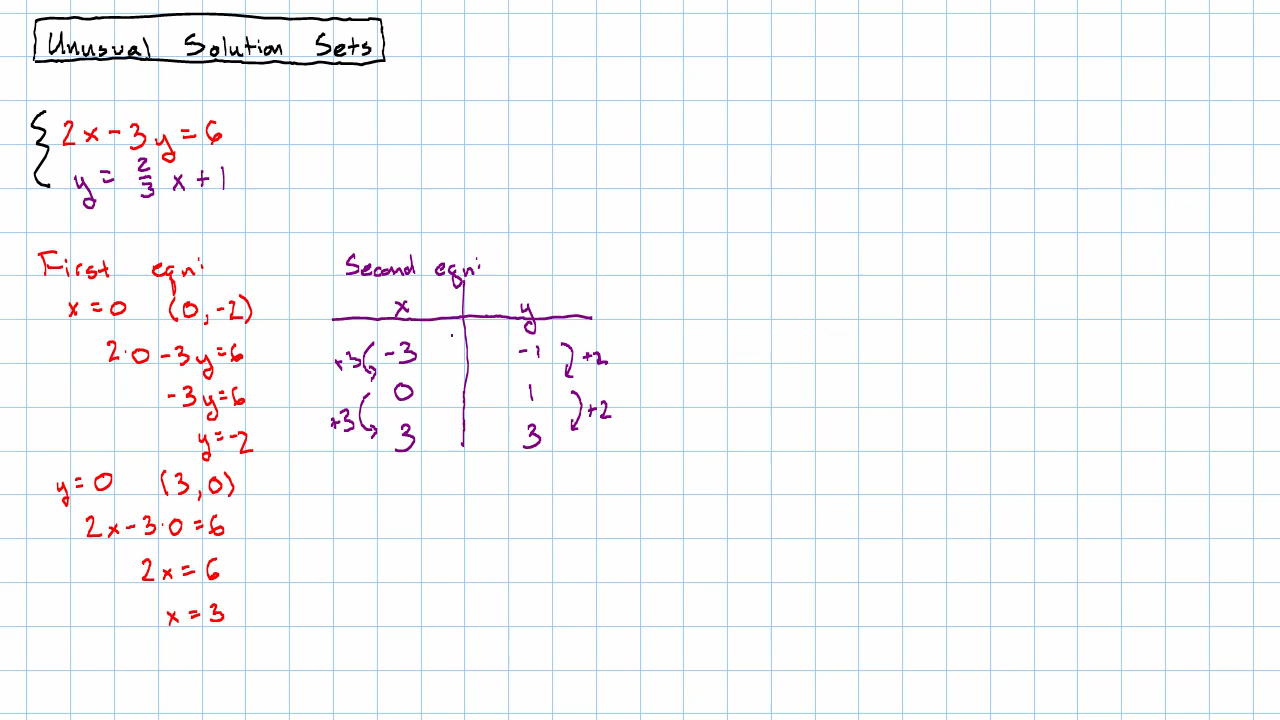 Unusual Solution Sets
2x - 3y = 6
y = 2/3 x + 1
First eqn:
x = 0 (0, -2)
2·0 - 3y = 6
-3y = 6
y = -2
y = 0 (3, 0)
2x - 3·0 = 6
2x = 6
x = 3
Second eqn:
x y
+3 -3 -1 +2
0 1
+3 3 3 +2